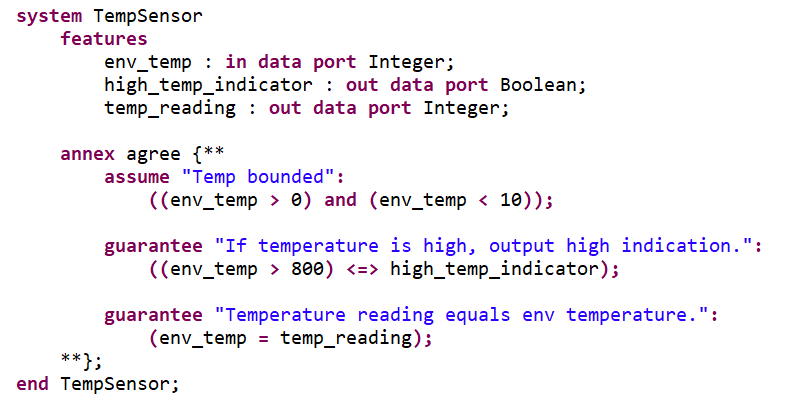 system TempSensor
features
env_temp : in data port Integer;
high_temp_indicator : out data port Boolean;
temp_reading : out data port Integer;
annex agree {**
assume "Temp bounded":
((env_temp > 0) and (env_temp < 10));
guarantee "If temperature is high, output high indication.":
((env_temp > 800) <=> high_temp_indicator);
guarantee "Temperature reading equals env temperature.":
(env_temp = temp_reading);
**};
end TempSensor;